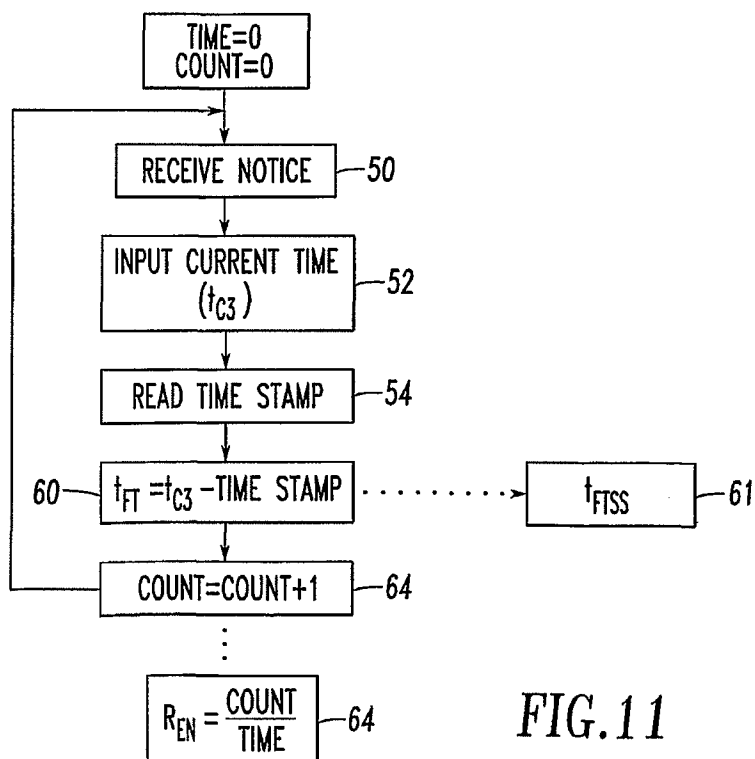 TIME=0
COUNT=0
RECEIVE NOTICE
50
INPUT CURRENT TIME
(tC3)
52
READ TIME STAMP
54
60
tFT =tC3 –TIME STAMP
tFTSS
61
COUNT=COUNT+1
64
REN = COUNT
TIME
64
FIG.11